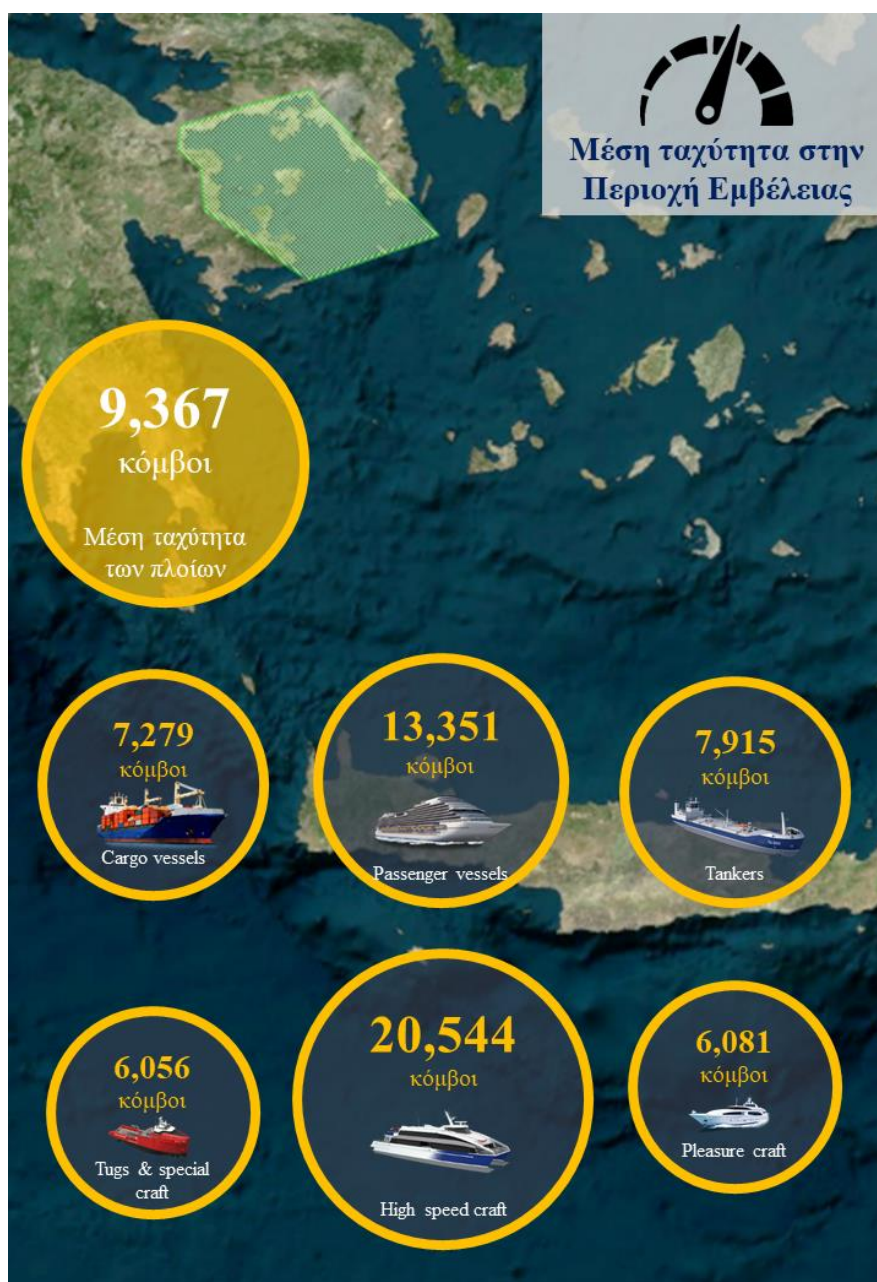 Μέση ταχύτητα στην
Περιοχή Εμβέλειας
9,367
κόμβοι
Μέση ταχύτητα
των πλοίων
7,279
κόμβοι
Cargo vessels
13,351
κόμβοι
Passenger vessels
7,915
κόμβοι
Tankers
6,056
κόμβοι
Tugs & special
craft
20,544
κόμβοι
High speed craft
6,081
κόμβοι
Pleasure craft